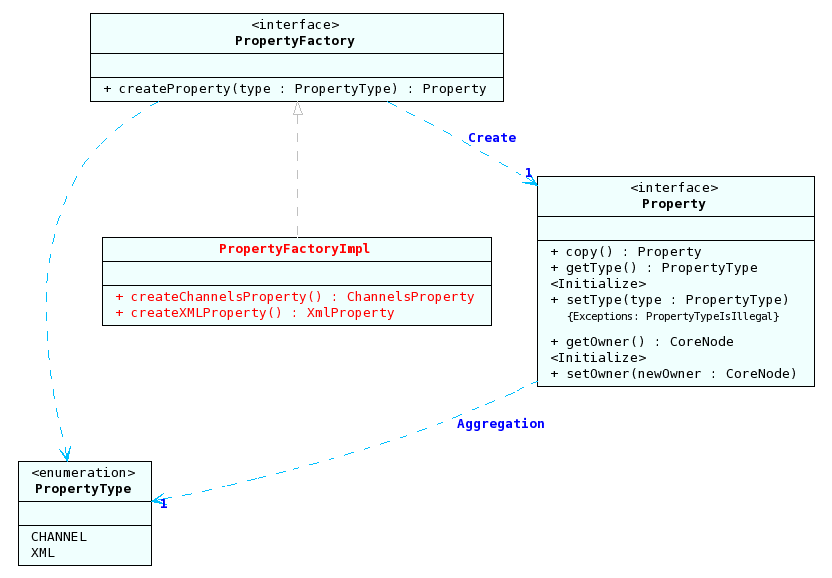 <interface>
PropertyFactory
+ createProperty(type : PropertyType) : Property
Create
1
<interface>
Property
+ copy() : Property
+ getType() : PropertyType
<Initialize>
+ setType(type : PropertyType)
{Exceptions: PropertyTypeIsIllegal}
+ getOwner() : CoreNode
<Initialize>
+ setOwner(newOwner : CoreNode)
PropertyFactoryImpl
+ createChannelsProperty() : ChannelsProperty
+ createXMLProperty() : XmlProperty
Aggregation
1
<enumeration>
PropertyType
CHANNEL
XML